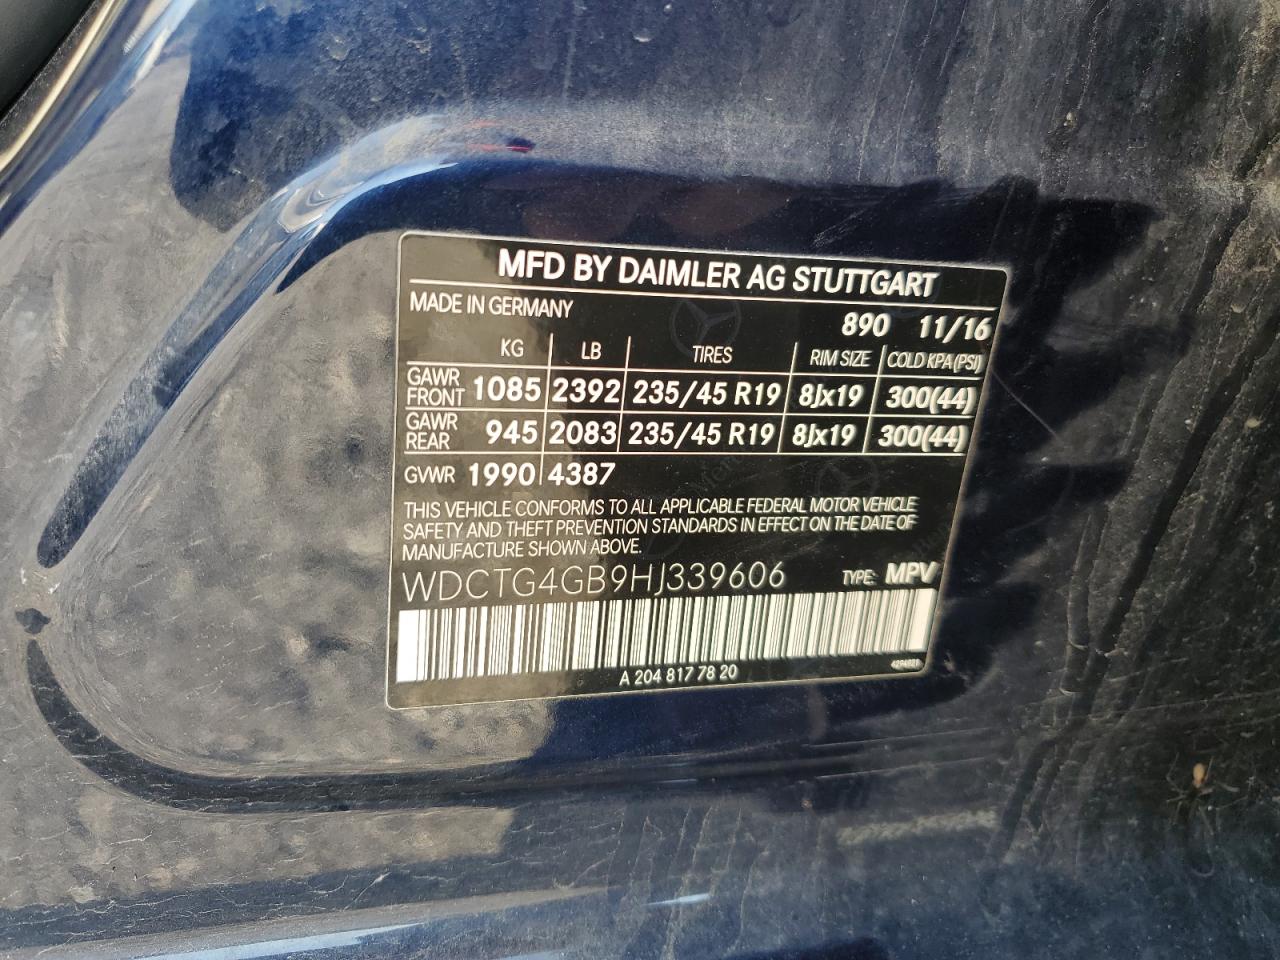 MFD BY DAIMLER AG STUTTGART
MADE IN GERMANY
890 11/16
KG LB TIRES RIM SIZE COLD KPA (PSI)
GAWR FRONT 1085 2392 235/45 R19 8Jx19 300(44)
GAWR REAR 945 2083 235/45 R19 8Jx19 300(44)
GVWR 1990 4387
THIS VEHICLE CONFORMS TO ALL APPLICABLE FEDERAL MOTOR VEHICLE
SAFETY AND THEFT PREVENTION STANDARDS IN EFFECT ON THE DATE OF
MANUFACTURE SHOWN ABOVE.
WDCTG4GB9HJ339606 TYPE: MPV
A 204 817 78 20